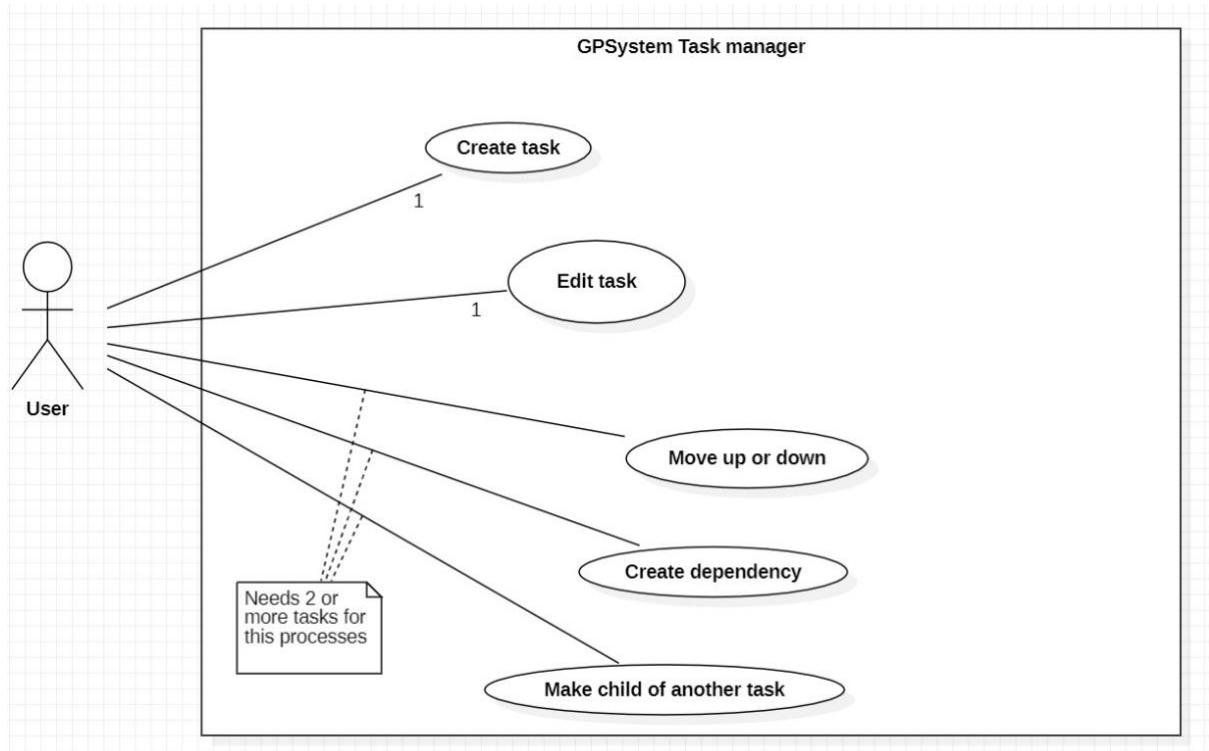 GPSystem Task manager
Create task
1
Edit task
1
User
Move up or down
Create dependency
Needs 2 or
more tasks for
this processes
Make child of another task